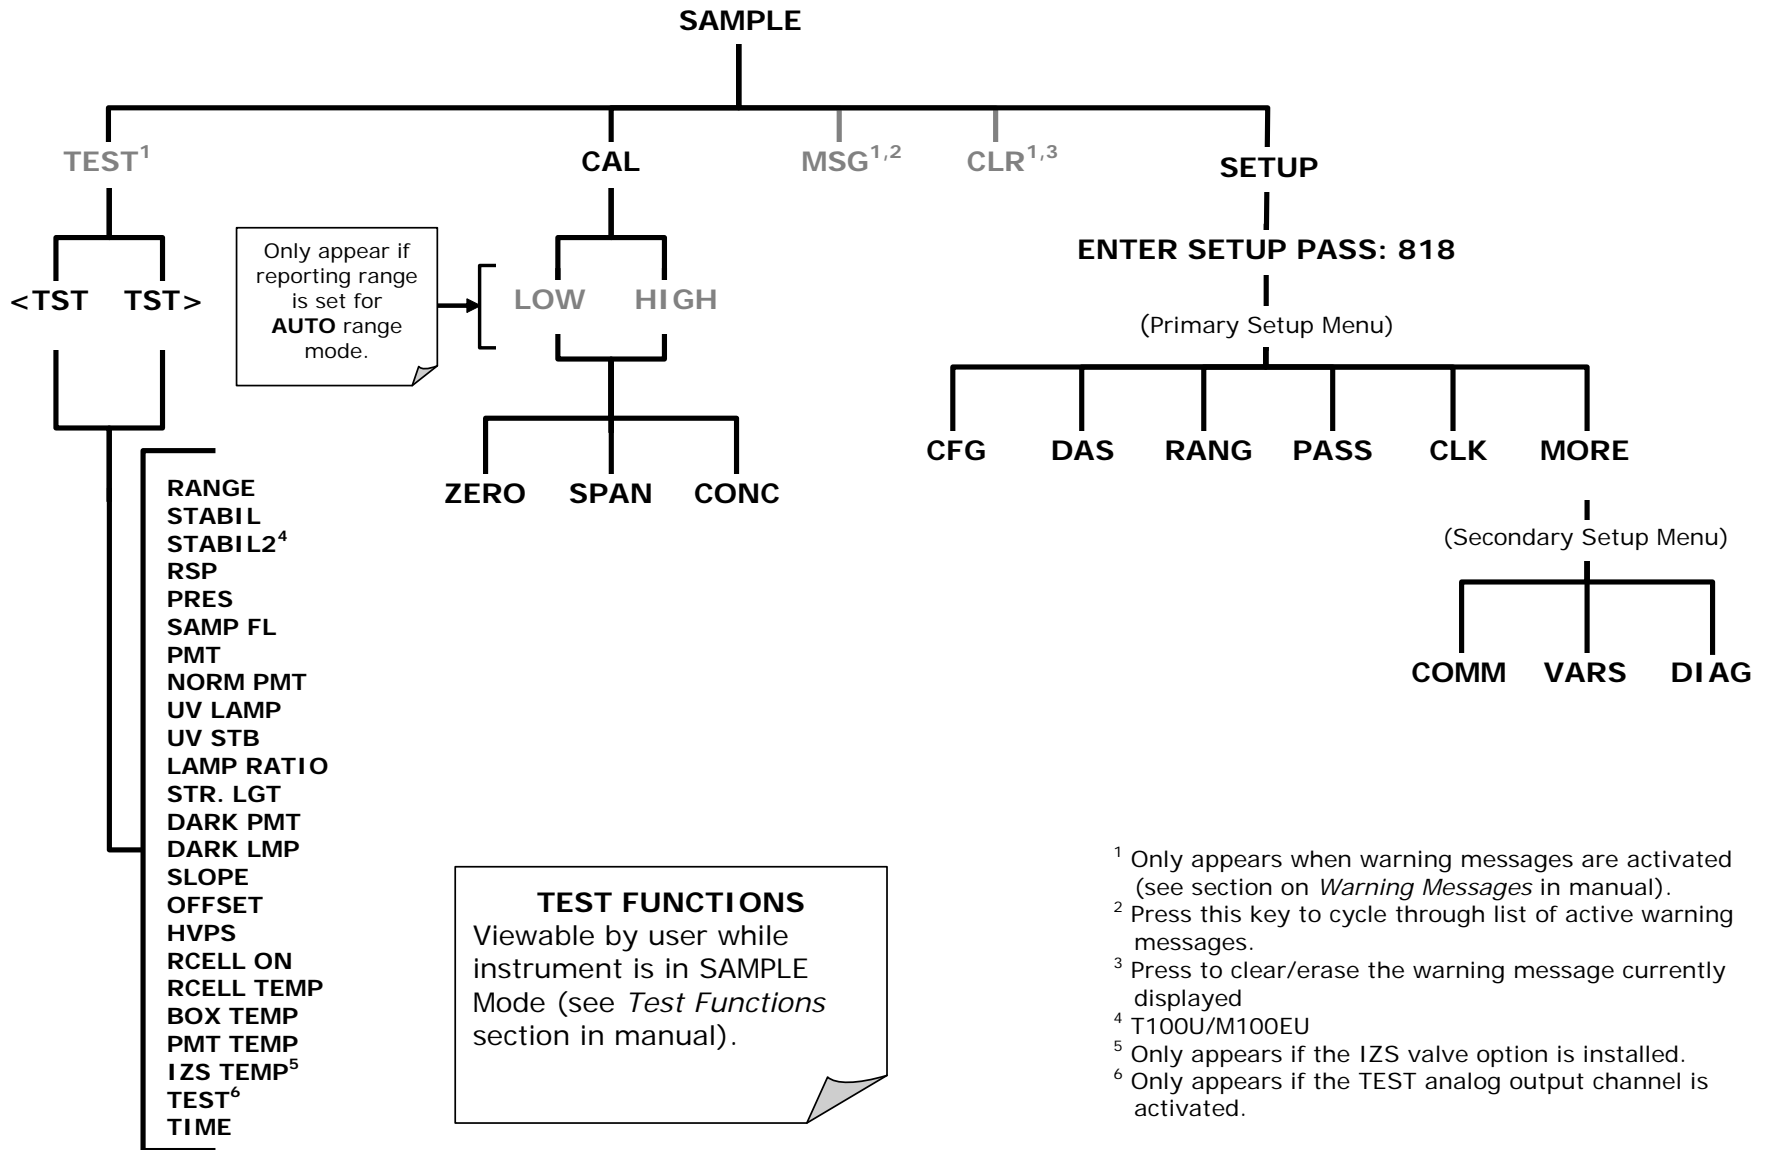 SAMPLE
TEST¹
CAL
MSG¹,²
CLR¹,³
SETUP
<TST TST>
Only appear if
reporting range
is set for
AUTO range
mode.
LOW HIGH
ENTER SETUP PASS: 818
(Primary Setup Menu)
CFG DAS RANG PASS CLK MORE
ZERO SPAN CONC
(Secondary Setup Menu)
COMM VARS DIAG
RANGE
STABIL
STABIL2⁴
RSP
PRES
SAMP FL
PMT
NORM PMT
UV LAMP
UV STB
LAMP RATIO
STR. LGT
DARK PMT
DARK LMP
SLOPE
OFFSET
HVPS
RCELL ON
RCELL TEMP
BOX TEMP
PMT TEMP
IZS TEMP⁵
TEST⁶
TIME
TEST FUNCTIONS
Viewable by user while
instrument is in SAMPLE
Mode (see Test Functions
section in manual).
¹ Only appears when warning messages are activated
(see section on Warning Messages in manual).
² Press this key to cycle through list of active warning
messages.
³ Press to clear/erase the warning message currently
displayed
⁴ T100U/M100EU
⁵ Only appears if the IZS valve option is installed.
⁶ Only appears if the TEST analog output channel is
activated.